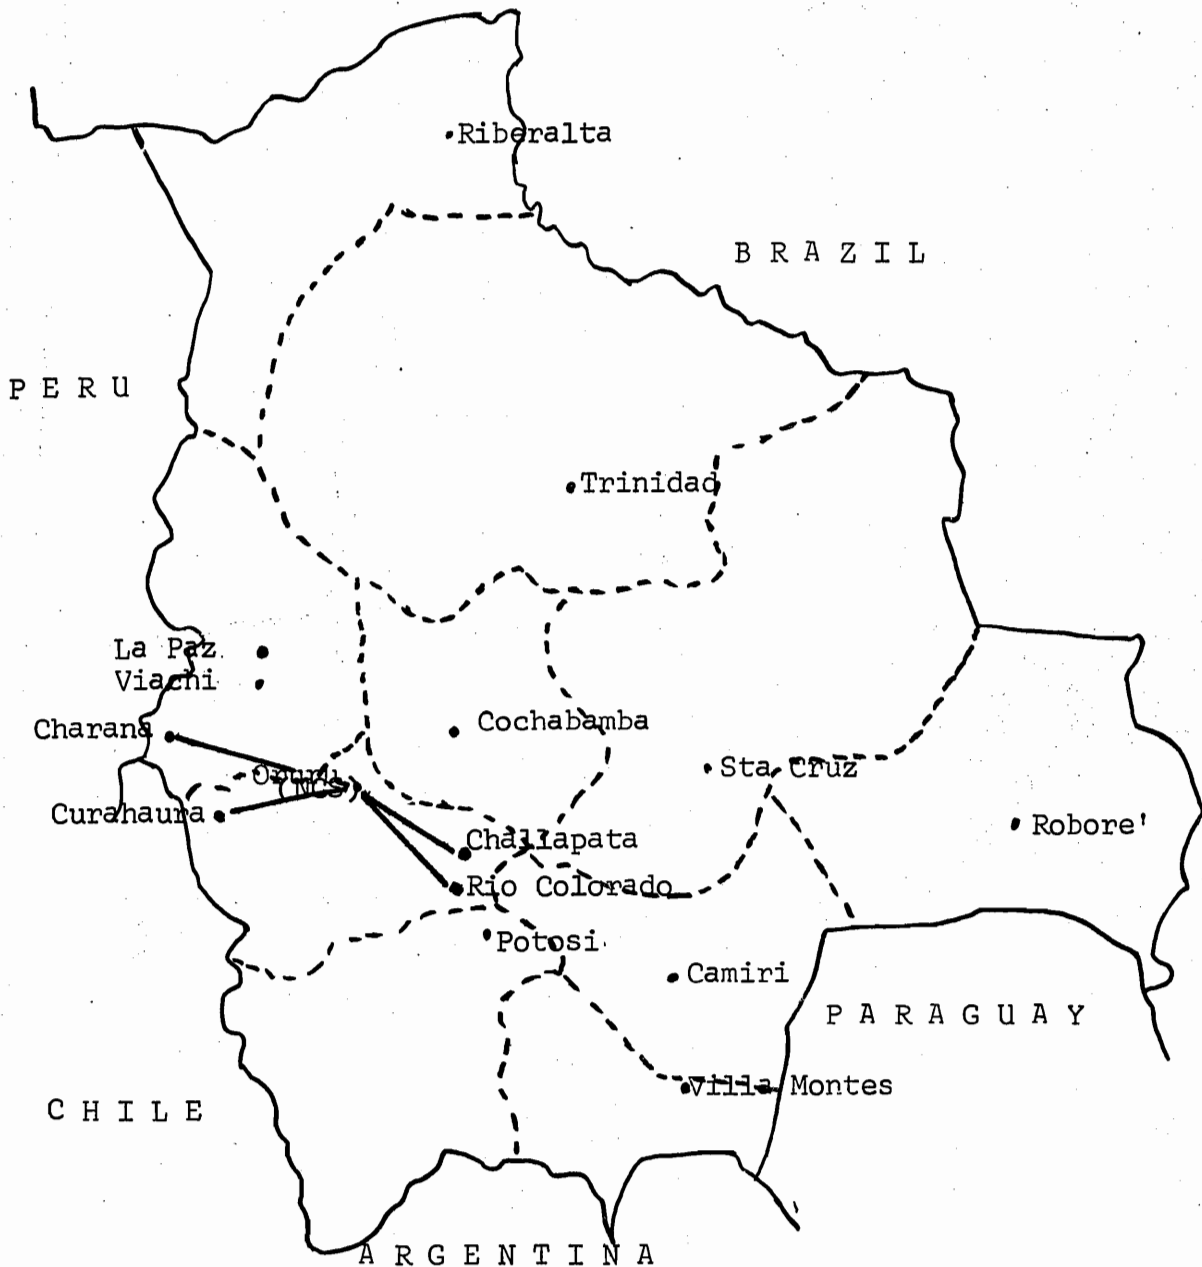 Riberalta
BRAZIL
PERU
Trinidad
La Paz
Viachi
Cochabamba
Charana
Sta Cruz
Oruru
(NCS)
Curahaura
Robore'
Challapata
Rio Colorado
Potosi
Camiri
PARAGUAY
Villa Montes
CHILE
ARGENTINA